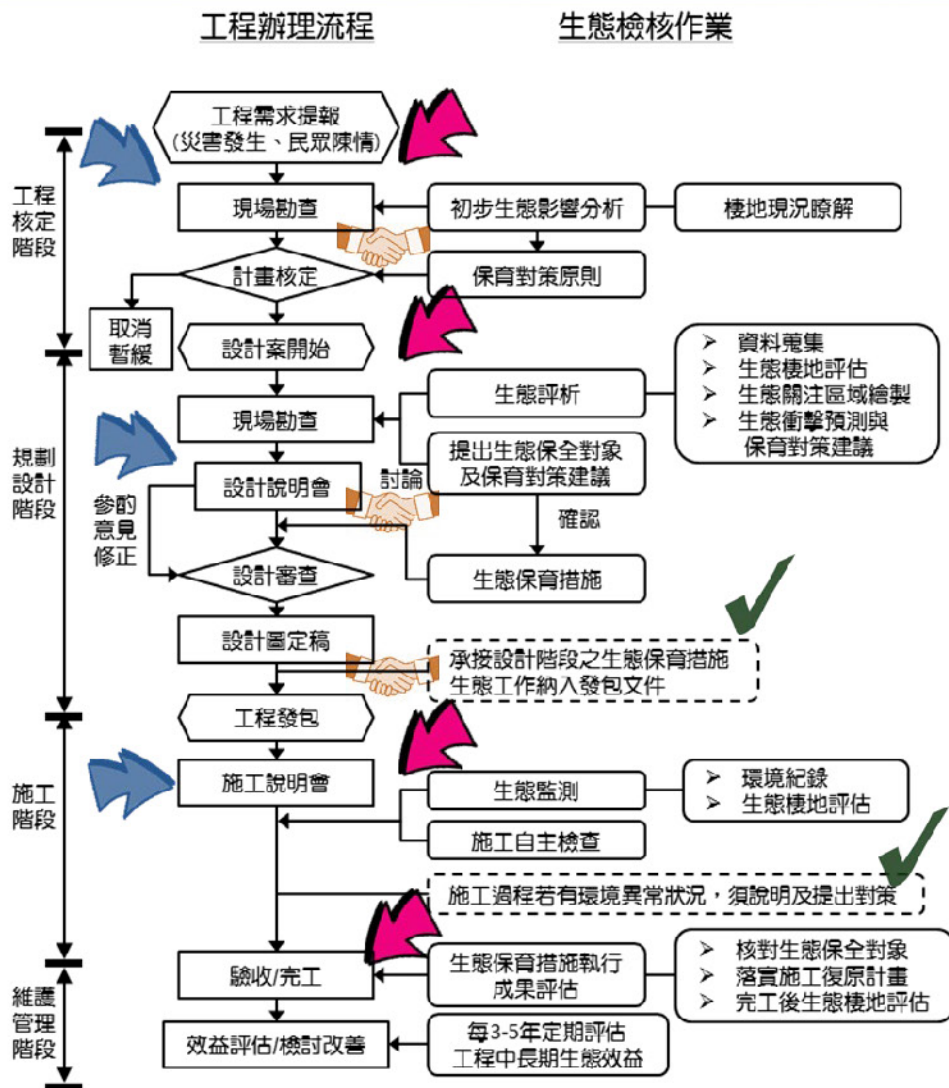 工程辦理流程
生態檢核作業
工程需求提報
(災害發生、民眾陳情)
工程
核定
階段
現場勘查
初步生態影響分析
棲地現況瞭解
計畫核定
保育對策原則
取消
暫緩
設計案開始
➢ 資料蒐集
➢ 生態棲地評估
➢ 生態關注區域繪製
➢ 生態衝擊預測與
保育對策建議
規劃
設計
階段
現場勘查
生態評析
提出生態保全對象
及保育對策建議
設計說明會
討論
參酌
意見
修正
確認
設計審查
生態保育措施
設計圖定稿
承接設計階段之生態保育措施
生態工作納入發包文件
工程發包
施工
階段
施工說明會
生態監測
➢ 環境紀錄
➢ 生態棲地評估
施工自主檢查
施工過程若有環境異常狀況，須說明及提出對策
維護
管理
階段
驗收/完工
生態保育措施執行
成果評估
➢ 核對生態保全對象
➢ 落實施工復原計畫
➢ 完工後生態棲地評估
效益評估/檢討改善
每3-5年定期評估
工程中長期生態效益